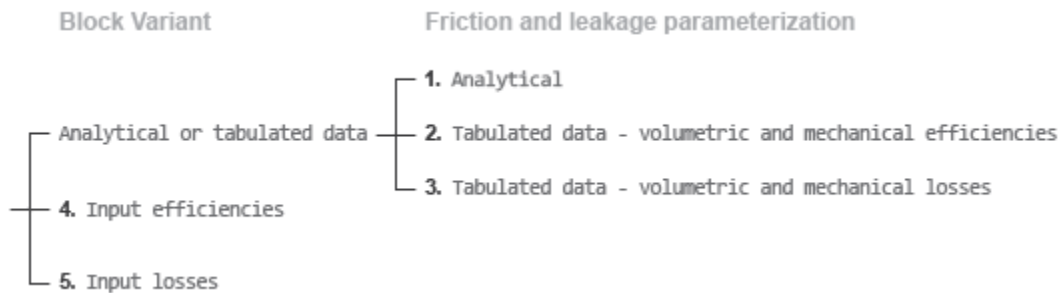 Block Variant
Friction and leakage parameterization
1. Analytical
Analytical or tabulated data
2. Tabulated data - volumetric and mechanical efficiencies
3. Tabulated data - volumetric and mechanical losses
4. Input efficiencies
5. Input losses